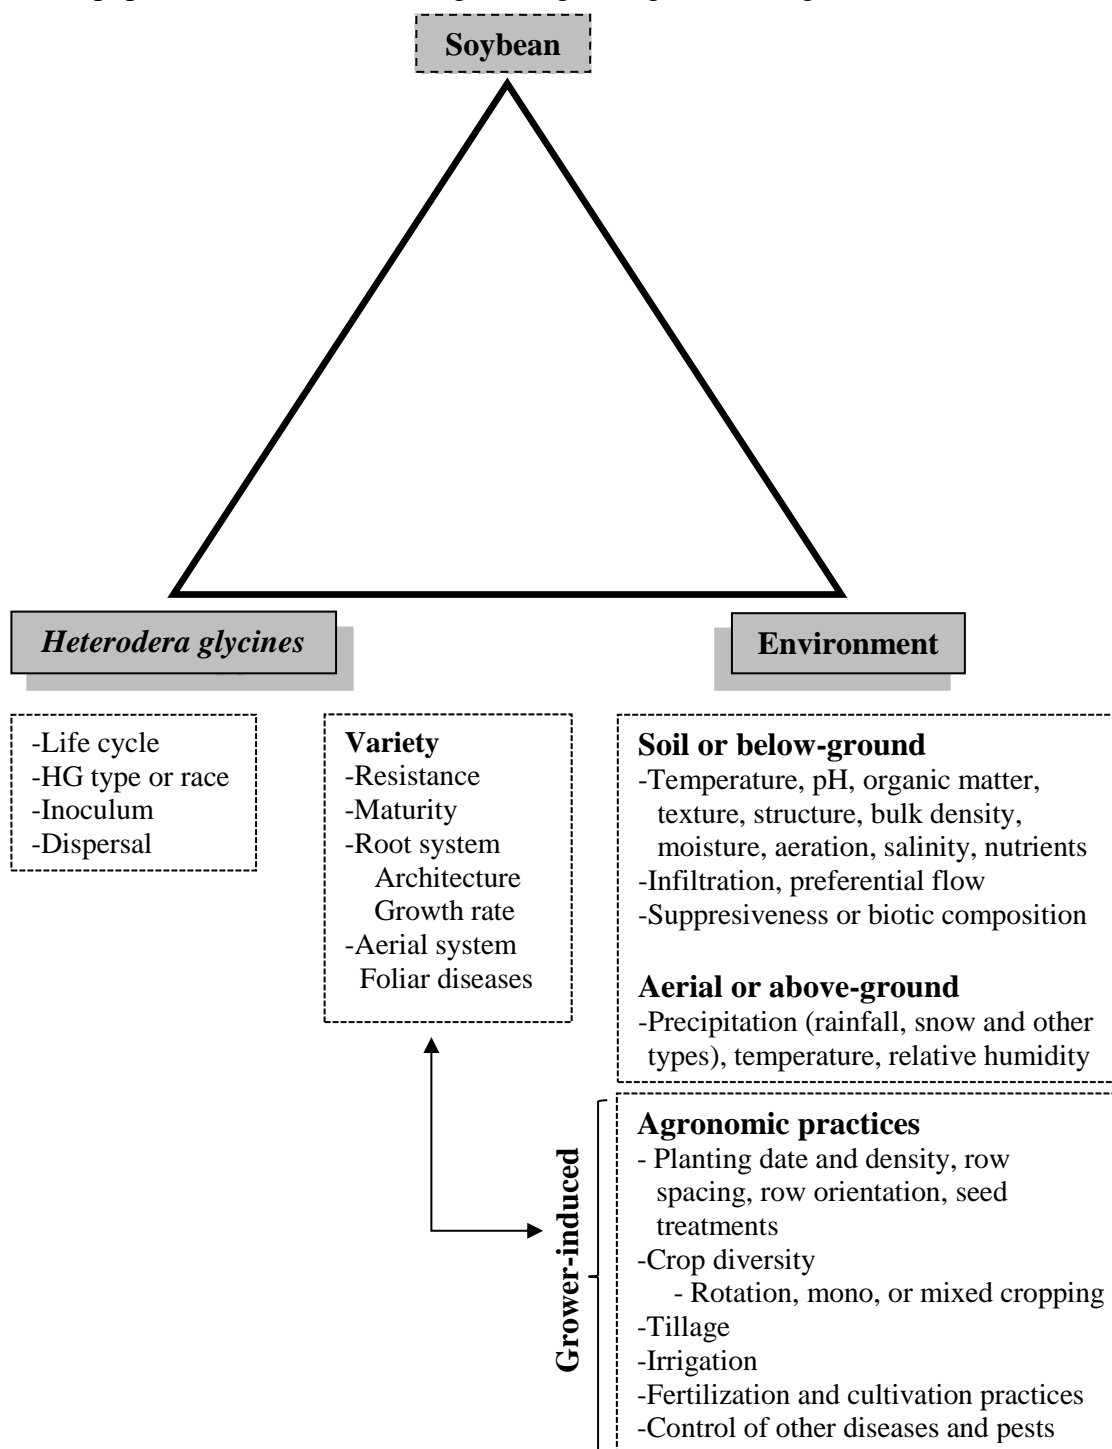 Soybean
Heterodera glycines
Environment
-Life cycle
-HG type or race
-Inoculum
-Dispersal
Variety
-Resistance
-Maturity
-Root system
Architecture
Growth rate
-Aerial system
Foliar diseases
Soil or below-ground
-Temperature, pH, organic matter,
texture, structure, bulk density,
moisture, aeration, salinity, nutrients
-Infiltration, preferential flow
-Suppresiveness or biotic composition
Aerial or above-ground
-Precipitation (rainfall, snow and other
types), temperature, relative humidity
Grower-induced
Agronomic practices
- Planting date and density, row
spacing, row orientation, seed
treatments
-Crop diversity
- Rotation, mono, or mixed cropping
-Tillage
-Irrigation
-Fertilization and cultivation practices
-Control of other diseases and pests